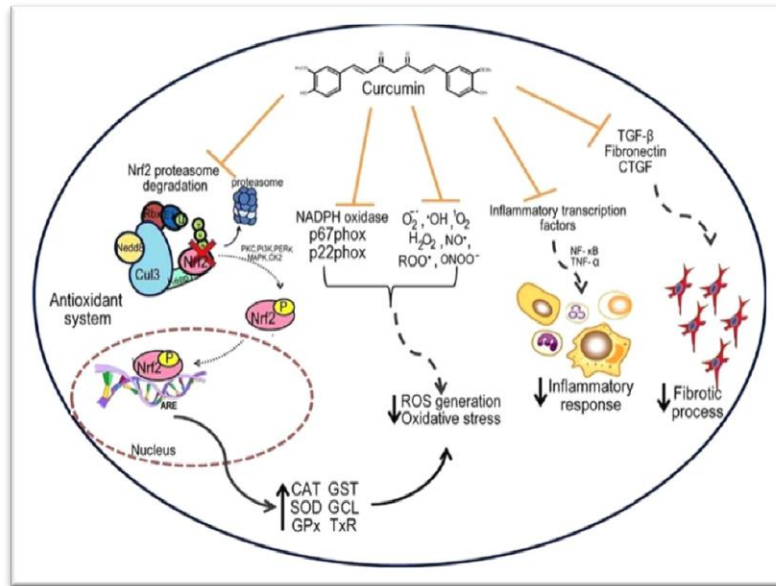 Curcumin
Nrf2 proteasome
degradation
proteasome
Rbx
Nedd8
Cul3
Nrf2
PKC,PI3K,PERK
MAPK,CK2
Antioxidant
system
Nrf2
P
Nrf2
P
ARE
Nucleus
CAT GST
SOD GCL
GPx TxR
NADPH oxidase
p67phox
p22phox
O₂˙⁻, ˙OH, ¹O₂
H₂O₂, NO•,
ROO•, ONOO⁻
ROS generation
Oxidative stress
Inflammatory transcription
factors
NF-κB
TNF-α
Inflammatory
response
TGF-β
Fibronectin
CTGF
Fibrotic
process